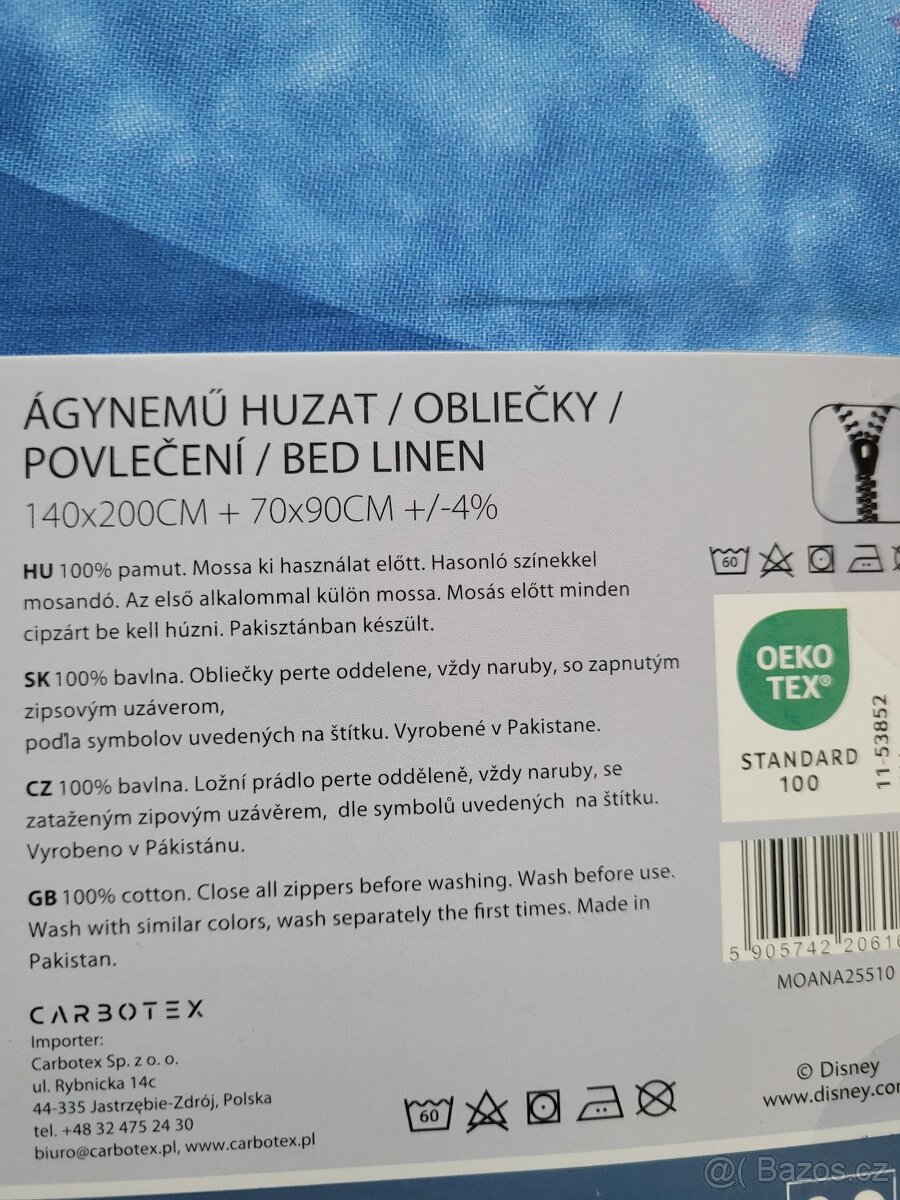 ÁGYNEMŰ HUZAT / OBLIEČKY /
POVLEČENÍ / BED LINEN
140x200CM + 70x90CM +/-4%
HU 100% pamut. Mossa ki használat előtt. Hasonló színekkel
mosandó. Az első alkalommal külön mossa. Mosás előtt minden
cipzárt be kell húzni. Pakisztánban készült.
SK 100% bavlna. Obliečky perte oddelene, vždy naruby, so zapnutým
zipsovým uzáverom,
podľa symbolov uvedených na štítku. Vyrobené v Pakistane.
CZ 100% bavlna. Ložní prádlo perte odděleně, vždy naruby, se
zataženým zipovým uzávěrem, dle symbolů uvedených na štítku.
Vyrobeno v Pákistánu.
GB 100% cotton. Close all zippers before washing. Wash before use.
Wash with similar colors, wash separately the first times. Made in
Pakistan.
CARBOTEX
Importer:
Carbotex Sp. z o. o.
ul. Rybnicka 14c
44-335 Jastrzębie-Zdrój, Polska
tel. +48 32 475 24 30
biuro@carbotex.pl, www.carbotex.pl
60
60
OEKO
TEX®
STANDARD
100
11-53852
5 905742 20616
MOANA25510
© Disney
www.disney.com
@( Bazos.cz